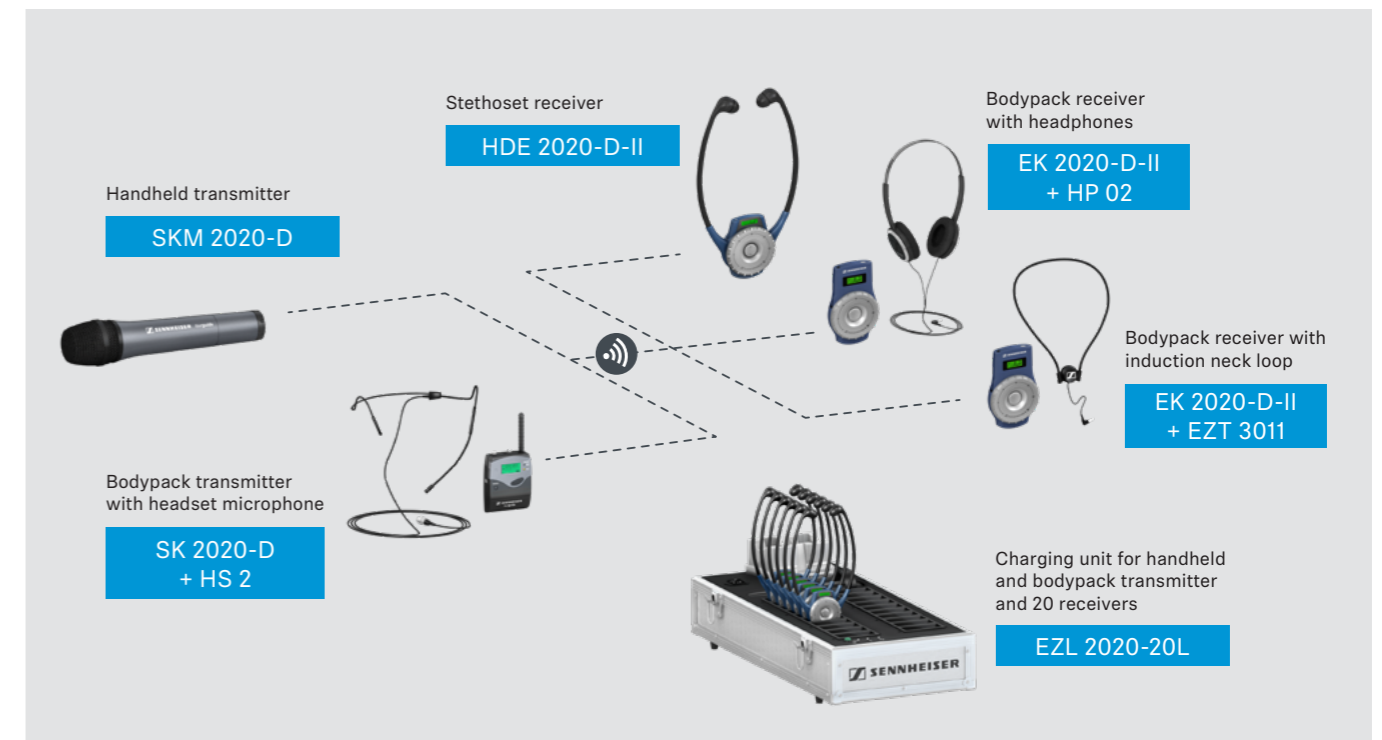 Stethoset receiver
HDE 2020-D-II
Bodypack receiver
with headphones
EK 2020-D-II
+ HP 02
Handheld transmitter
SKM 2020-D
SENNHEISER
Bodypack receiver with
induction neck loop
EK 2020-D-II
+ EZT 3011
Bodypack transmitter
with headset microphone
SK 2020-D
+ HS 2
Charging unit for handheld
and bodypack transmitter
and 20 receivers
EZL 2020-20L
SENNHEISER